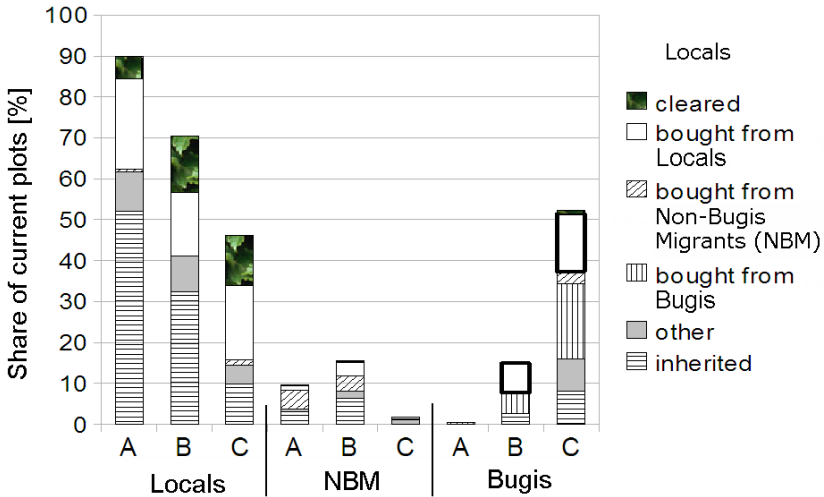 Share of current plots [%]
100
90
80
70
60
50
40
30
20
10
0
A B C A B C A B C
Locals NBM Bugis
Locals
cleared
bought from
Locals
bought from
Non-Bugis
Migrants (NBM)
bought from
Bugis
other
inherited